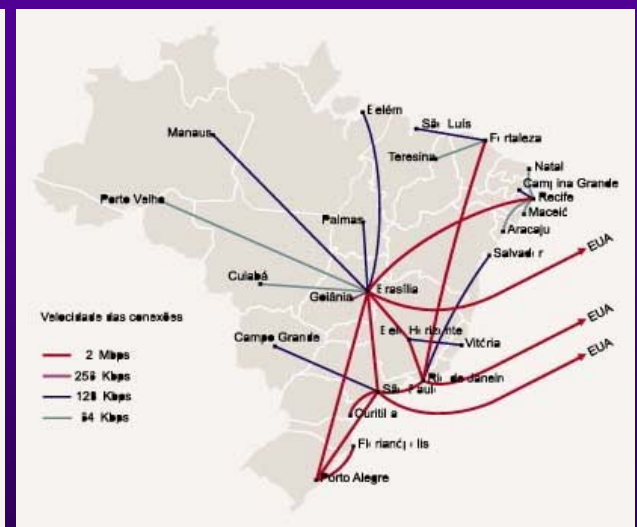 Belém
São Luís
Fortaleza
Manaus
Teresina
Natal
Campina Grande
Recife
Maceió
Aracaju
Porto Velho
Palmas
Salvador
EUA
Cuiabá
Goiânia
Brasília
Velocidade das conexões
Belo Horizonte
Vitória
EUA
Campo Grande
EUA
2 Mbps
256 Kbps
128 Kbps
64 Kbps
Rio de Janeiro
São Paulo
Curitiba
Florianópolis
Porto Alegre